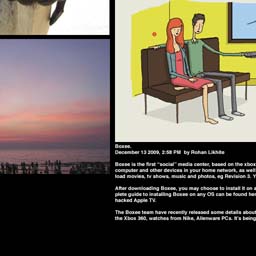 Boxee.
December 13 2009, 2:58 PM by Rohan Likhite
Boxee is the first "social" media center, based on the xbox
computer and other devices in your home network, as well
load movies, tv shows, music and photos, eg Revision 3. Y
After downloading Boxee, you may choose to install it on a
plete guide to installing Boxee on any OS can be found her
hacked Apple TV.
The Boxee team have recently released some details about
the Xbox 360, watches from Nike, Alienware PCs. It's being